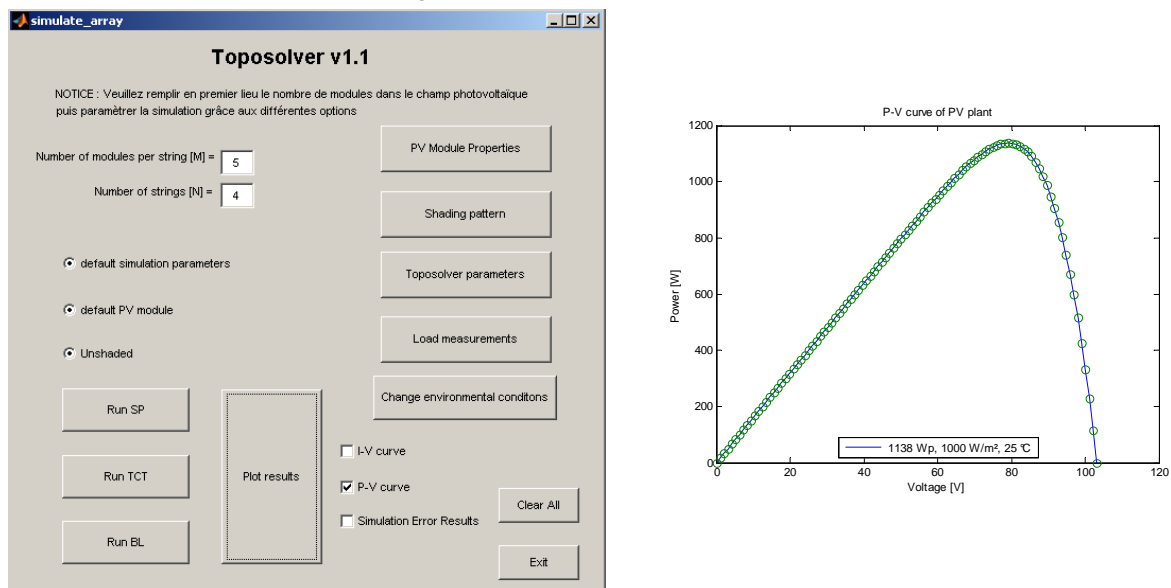 simulate_array
Toposolver v1.1
NOTICE : Veuillez remplir en premier lieu le nombre de modules dans le champ photovoltaïque
puis paramètrer la simulation grâce aux différentes options
Number of modules per string [M] = 5
Number of strings [N] = 4
default simulation parameters
default PV module
Unshaded
PV Module Properties
Shading pattern
Toposolver parameters
Load measurements
Change environmental conditons
Run SP
Run TCT
Run BL
Plot results
I-V curve
P-V curve
Simulation Error Results
Clear All
Exit
P-V curve of PV plant
1200
1000
800
600
400
200
0
Power [W]
1138 Wp, 1000 W/m², 25 °C
0 20 40 60 80 100 120
Voltage [V]